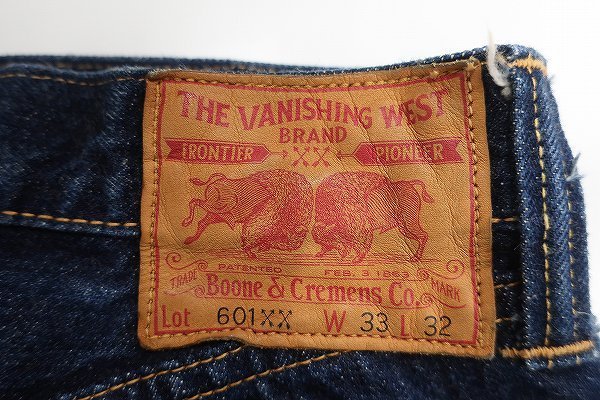 THE VANISHING WEST
BRAND
FRONTIER XX PIONEER
PATENTED FEB. 3 1853
TRADE MARK
Boone & Cremens Co.
Lot 601XX W 33 L 32